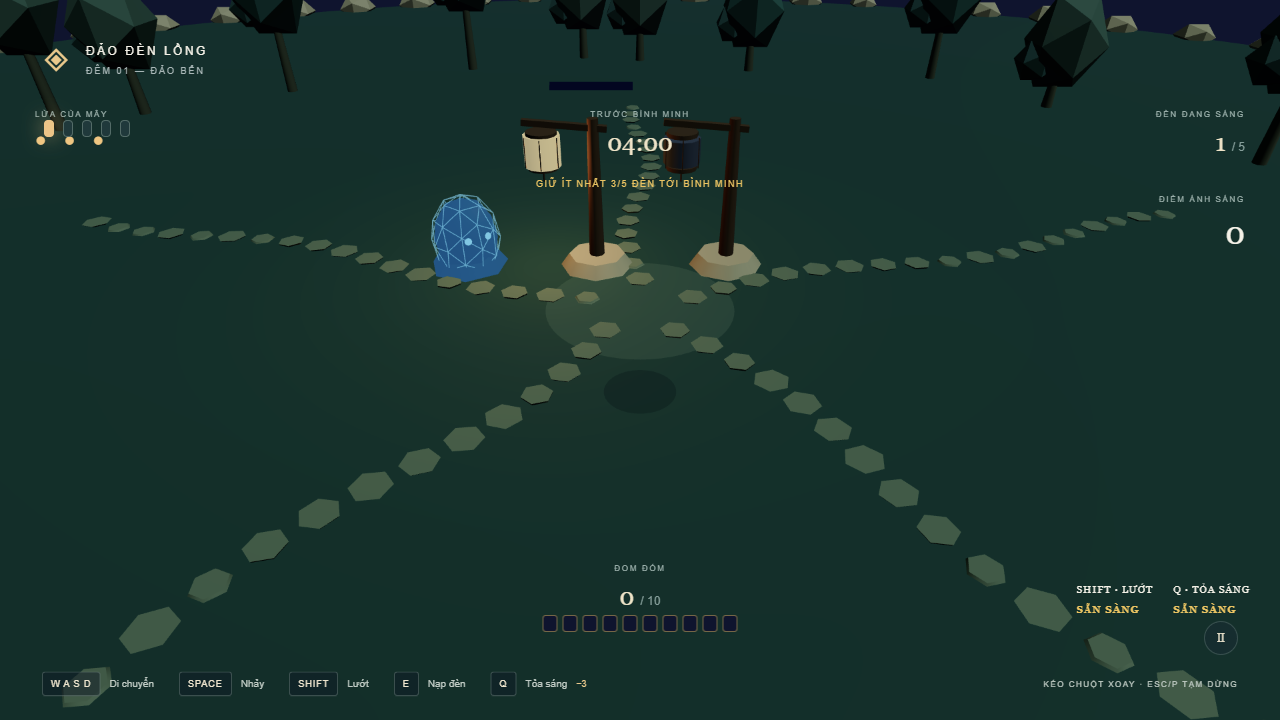 ĐẢO ĐÈN LỒNG
ĐÊM 01 — ĐẢO BẾN
LỬA CỦA MÂY
TRƯỚC BÌNH MINH
04:00
GIỮ ÍT NHẤT 3/5 ĐÈN TỚI BÌNH MINH
ĐÈN ĐANG SÁNG
1 / 5
ĐIỂM ÁNH SÁNG
0
ĐOM ĐÓM
0 / 10
SHIFT · LƯỚT
SẴN SÀNG
Q · TỎA SÁNG
SẴN SÀNG
II
W A S D Di chuyển SPACE Nhảy SHIFT Lướt E Nạp đèn Q Tỏa sáng −3
KÉO CHUỘT XOAY · ESC/P TẠM DỪNG